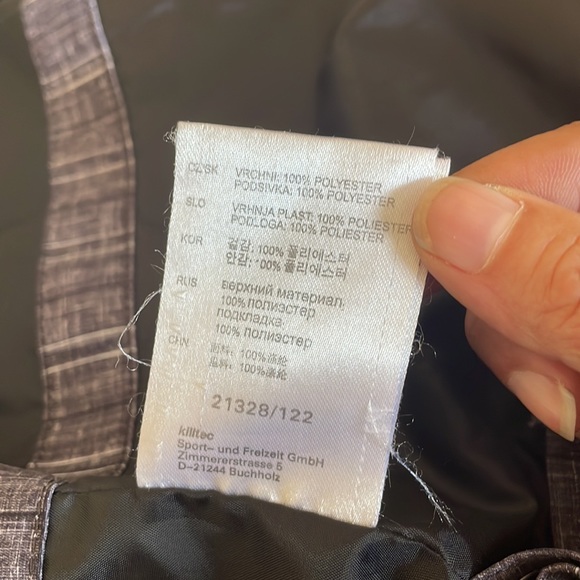 CZ/SK VRCHNI: 100% POLYESTER
PODSIVKA: 100% POLYESTER
SLO VRHNJA PLAST: 100% POLIESTER
PODLOGA: 100% POLIESTER
KOR 겉감: 100% 폴리에스터
안감: 100% 폴리에스터
RUS верхний материал:
100% полиэстер
подкладка:
100% полиэстер
CHN 面料: 100%涤纶
里料: 100%涤纶
21328/122
killtec
Sport- und Freizeit GmbH
Zimmererstrasse 5
D-21244 Buchholz